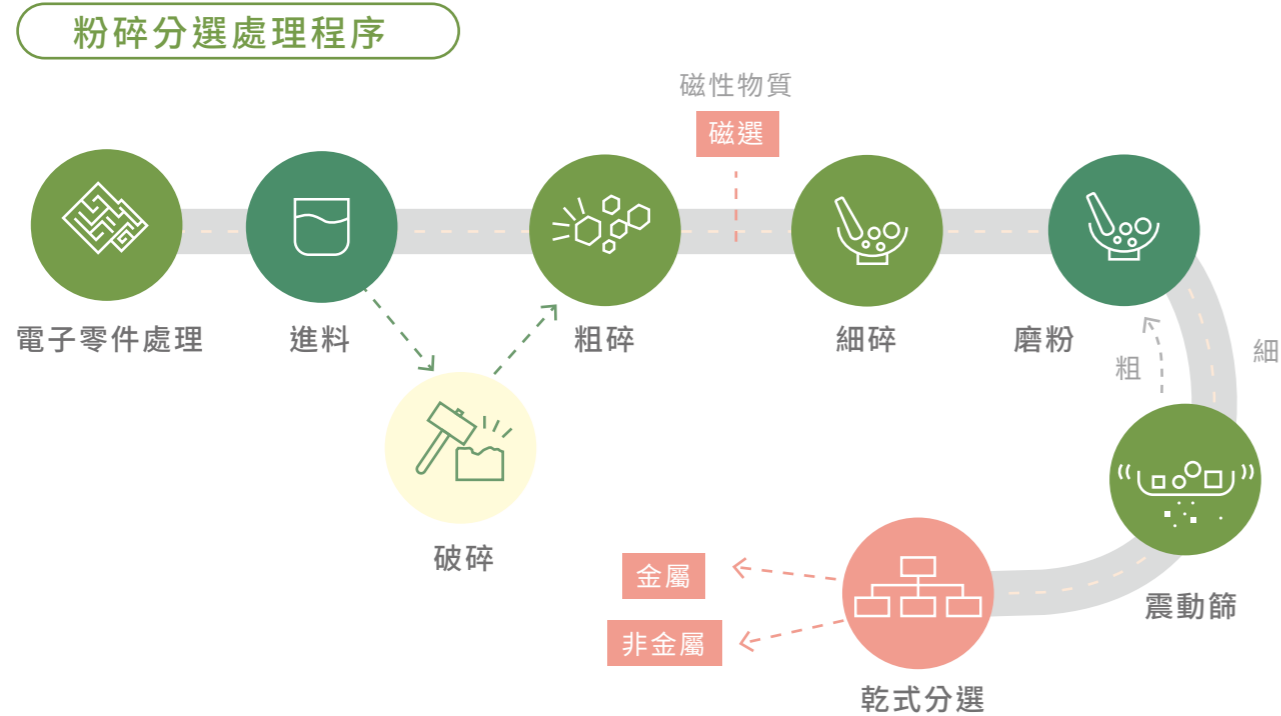 粉碎分選處理程序
磁性物質
磁選
電子零件處理
進料
粗碎
細碎
磨粉
粗
細
破碎
金屬
非金屬
震動篩
乾式分選